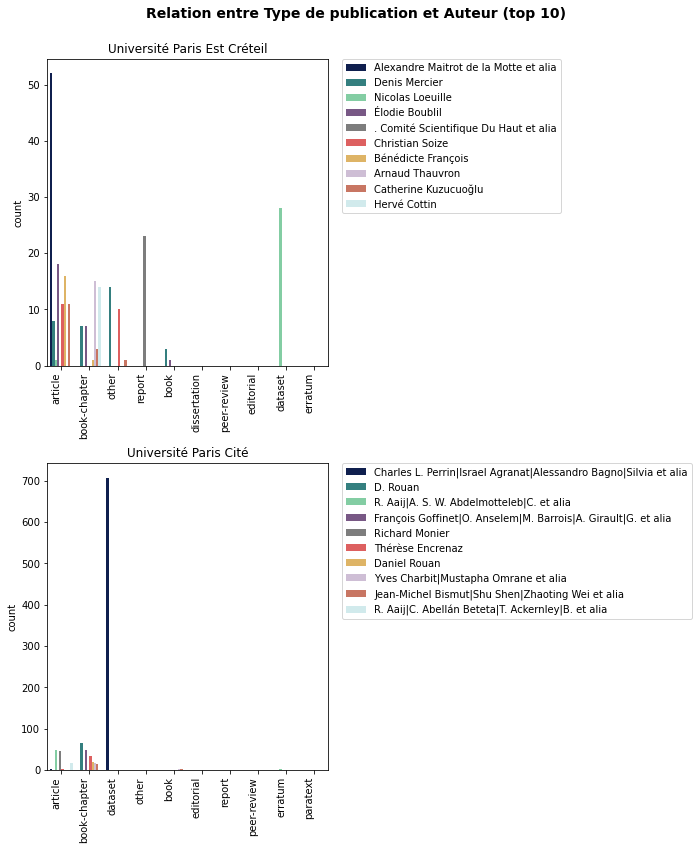 Relation entre Type de publication et Auteur (top 10)
Université Paris Est Créteil
count
50
40
30
20
10
0
article
book-chapter
other
report
book
dissertation
peer-review
editorial
dataset
erratum
Alexandre Maitrot de la Motte et alia
Denis Mercier
Nicolas Loeuille
Élodie Boublil
. Comité Scientifique Du Haut et alia
Christian Soize
Bénédicte François
Arnaud Thauvron
Catherine Kuzucuoğlu
Hervé Cottin
Université Paris Cité
count
700
600
500
400
300
200
100
0
article
book-chapter
dataset
other
book
editorial
report
peer-review
erratum
paratext
Charles L. Perrin|Israel Agranat|Alessandro Bagno|Silvia et alia
D. Rouan
R. Aaij|A. S. W. Abdelmotteleb|C. et alia
François Goffinet|O. Anselem|M. Barrois|A. Girault|G. et alia
Richard Monier
Thérèse Encrenaz
Daniel Rouan
Yves Charbit|Mustapha Omrane et alia
Jean-Michel Bismut|Shu Shen|Zhaoting Wei et alia
R. Aaij|C. Abellán Beteta|T. Ackernley|B. et alia